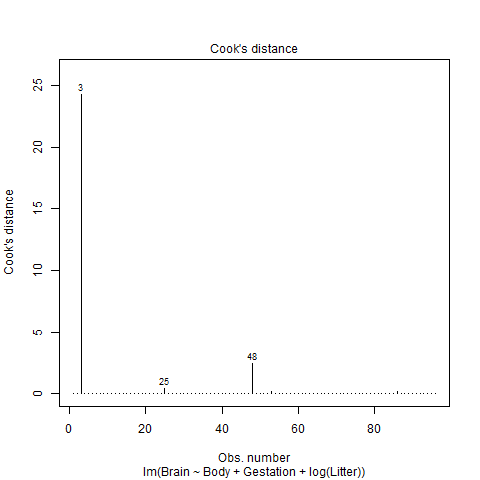 Cook's distance
Cook's distance
25
20
15
10
5
0
3
25
48
0 20 40 60 80
Obs. number
lm(Brain ~ Body + Gestation + log(Litter))